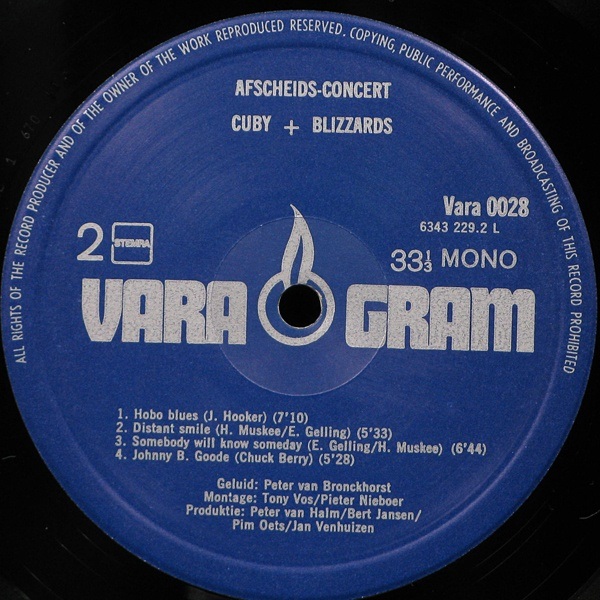 ALL RIGHTS OF THE RECORD PRODUCER AND OF THE OWNER OF THE WORK REPRODUCED RESERVED. COPYING, PUBLIC PERFORMANCE AND BROADCASTING OF THIS RECORD PROHIBITED
AFSCHEIDS-CONCERT
CUBY + BLIZZARDS
Vara 0028
6343 229.2 L
2 STEMRA
33⅓ MONO
VARA GRAM
1. Hobo blues (J. Hooker) (7'10)
2. Distant smile (H. Muskee/E. Gelling) (5'33)
3. Somebody will know someday (E. Gelling/H. Muskee) (6'44)
4. Johnny B. Goode (Chuck Berry) (5'28)
Geluid: Peter van Bronckhorst
Montage: Tony Vos/Pieter Nieboer
Produktie: Peter van Halm/Bert Jansen/
Pim Oets/Jan Venhuizen